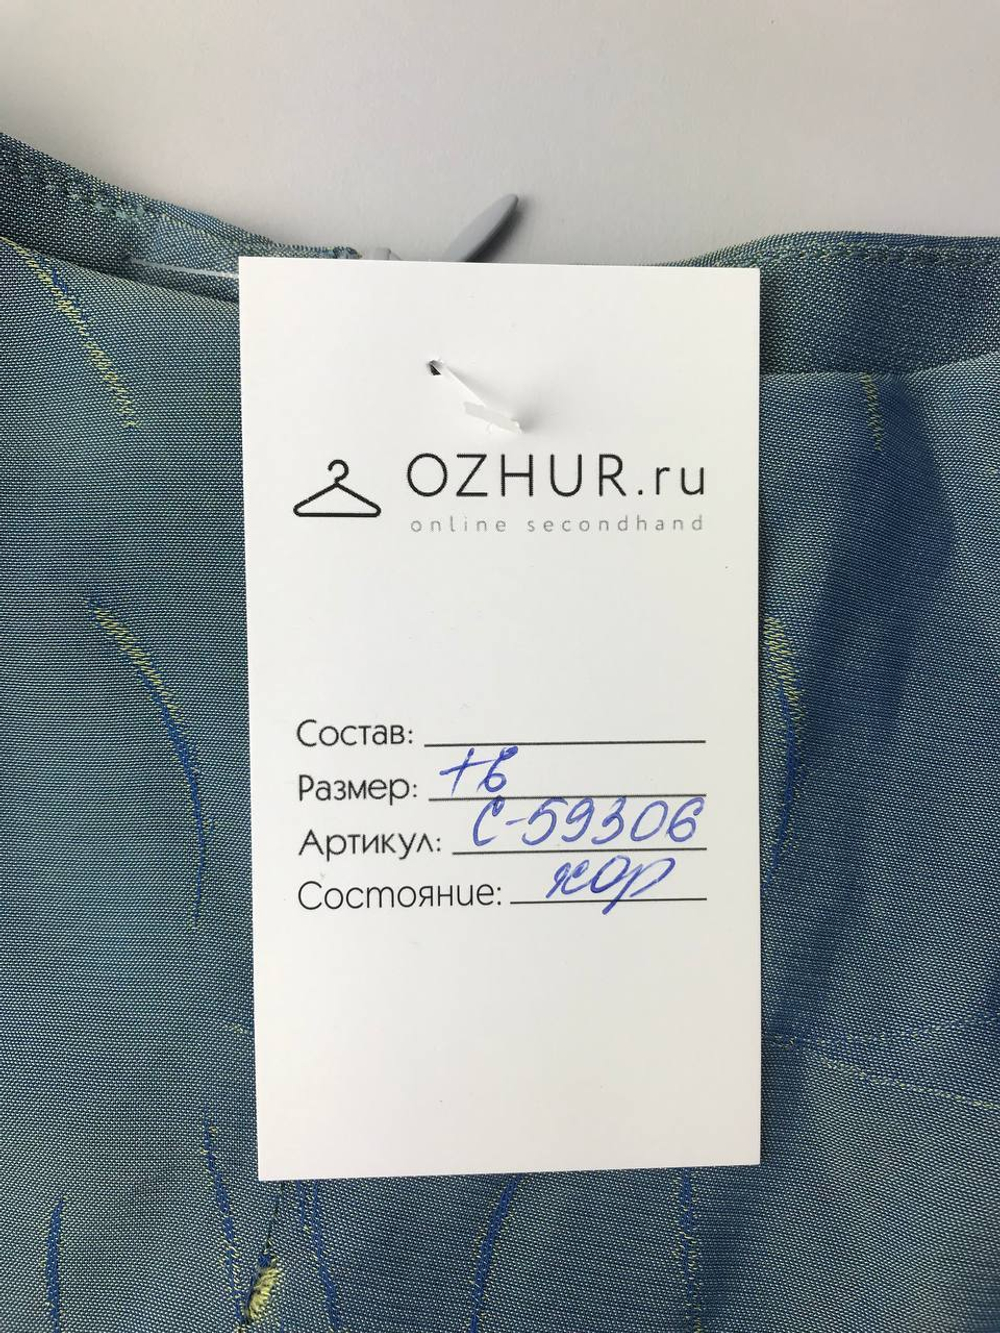 OZHUR.ru
online secondhand
Состав:
Размер: 46
Артикул: С-59306
Состояние: хор